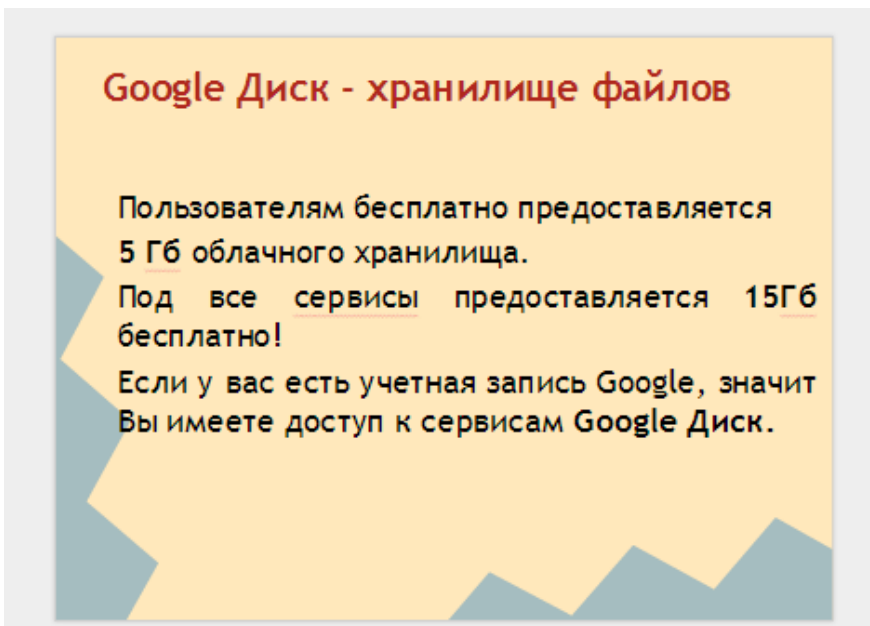 Google Диск - хранилище файлов
Пользователям бесплатно предоставляется
5 Гб облачного хранилища.
Под все сервисы предоставляется 15Гб
бесплатно!
Если у вас есть учетная запись Google, значит
Вы имеете доступ к сервисам Google Диск.